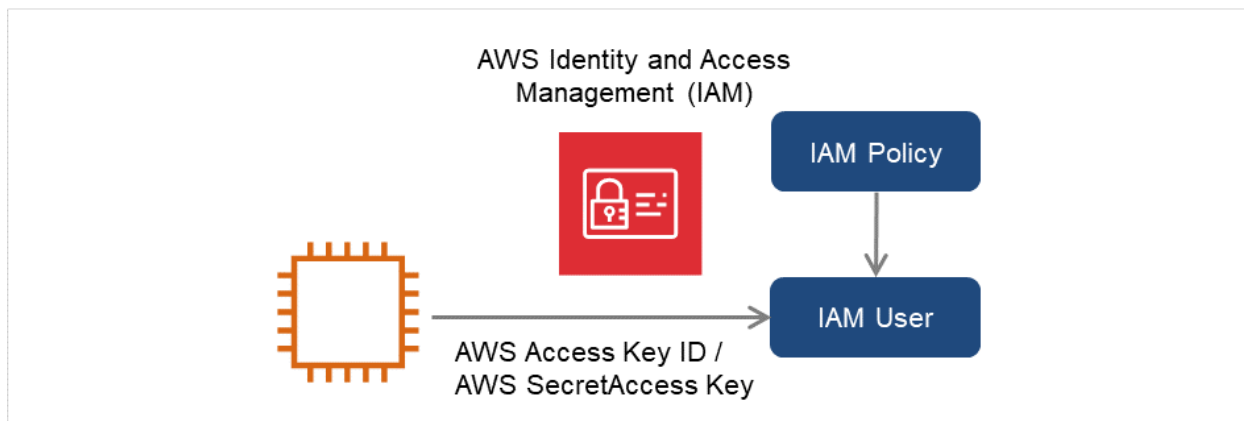 AWS Identity and Access
Management (IAM)
IAM Policy
IAM User
AWS Access Key ID /
AWS SecretAccess Key